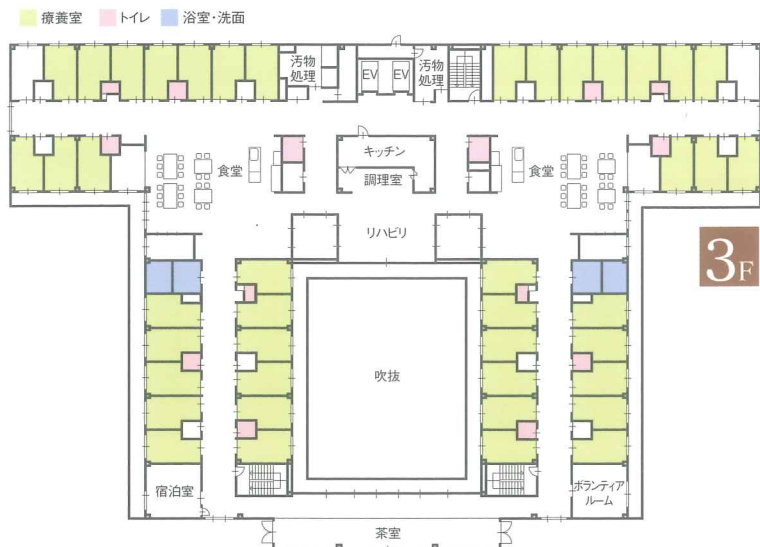 療養室 トイレ 浴室・洗面
汚物
処理
EV EV
汚物
処理
キッチン
食堂
調理室
食堂
リハビリ
3F
吹抜
宿泊室
ボランティア
ルーム
茶室